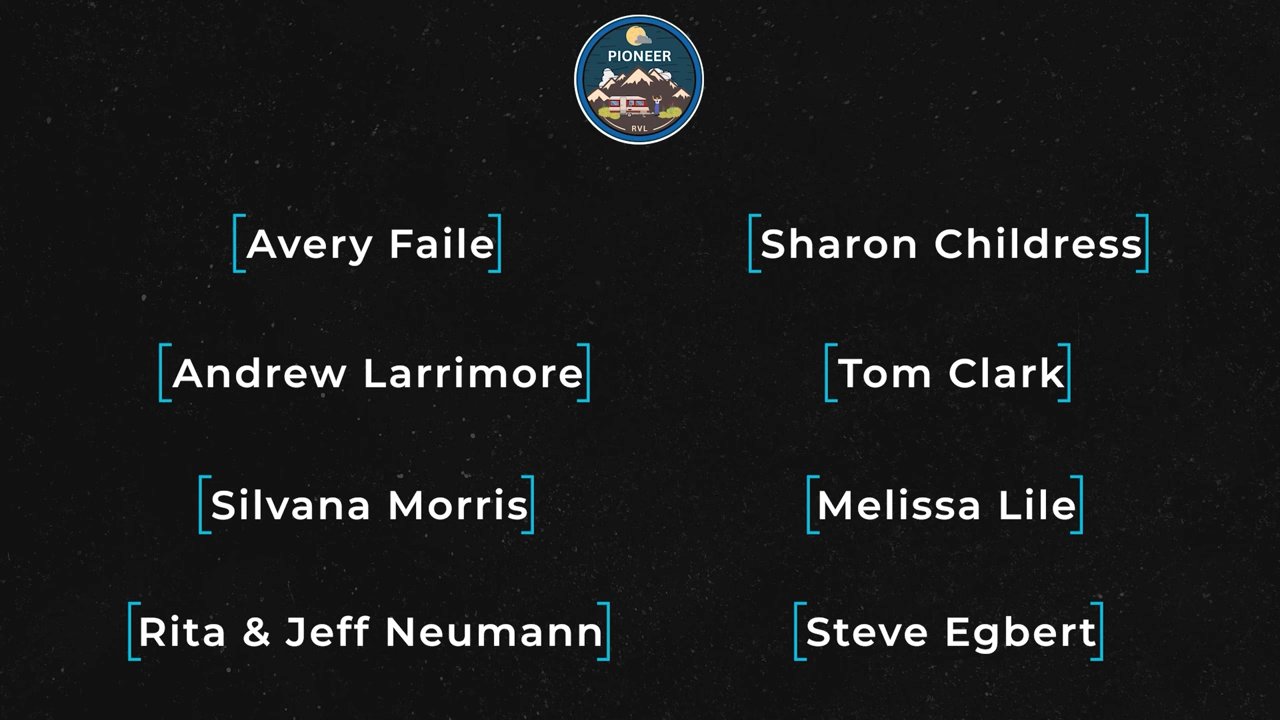 PIONEER
RVL
[Avery Faile]
[Sharon Childress]
[Andrew Larrimore]
[Tom Clark]
[Silvana Morris]
[Melissa Lile]
[Rita & Jeff Neumann]
[Steve Egbert]